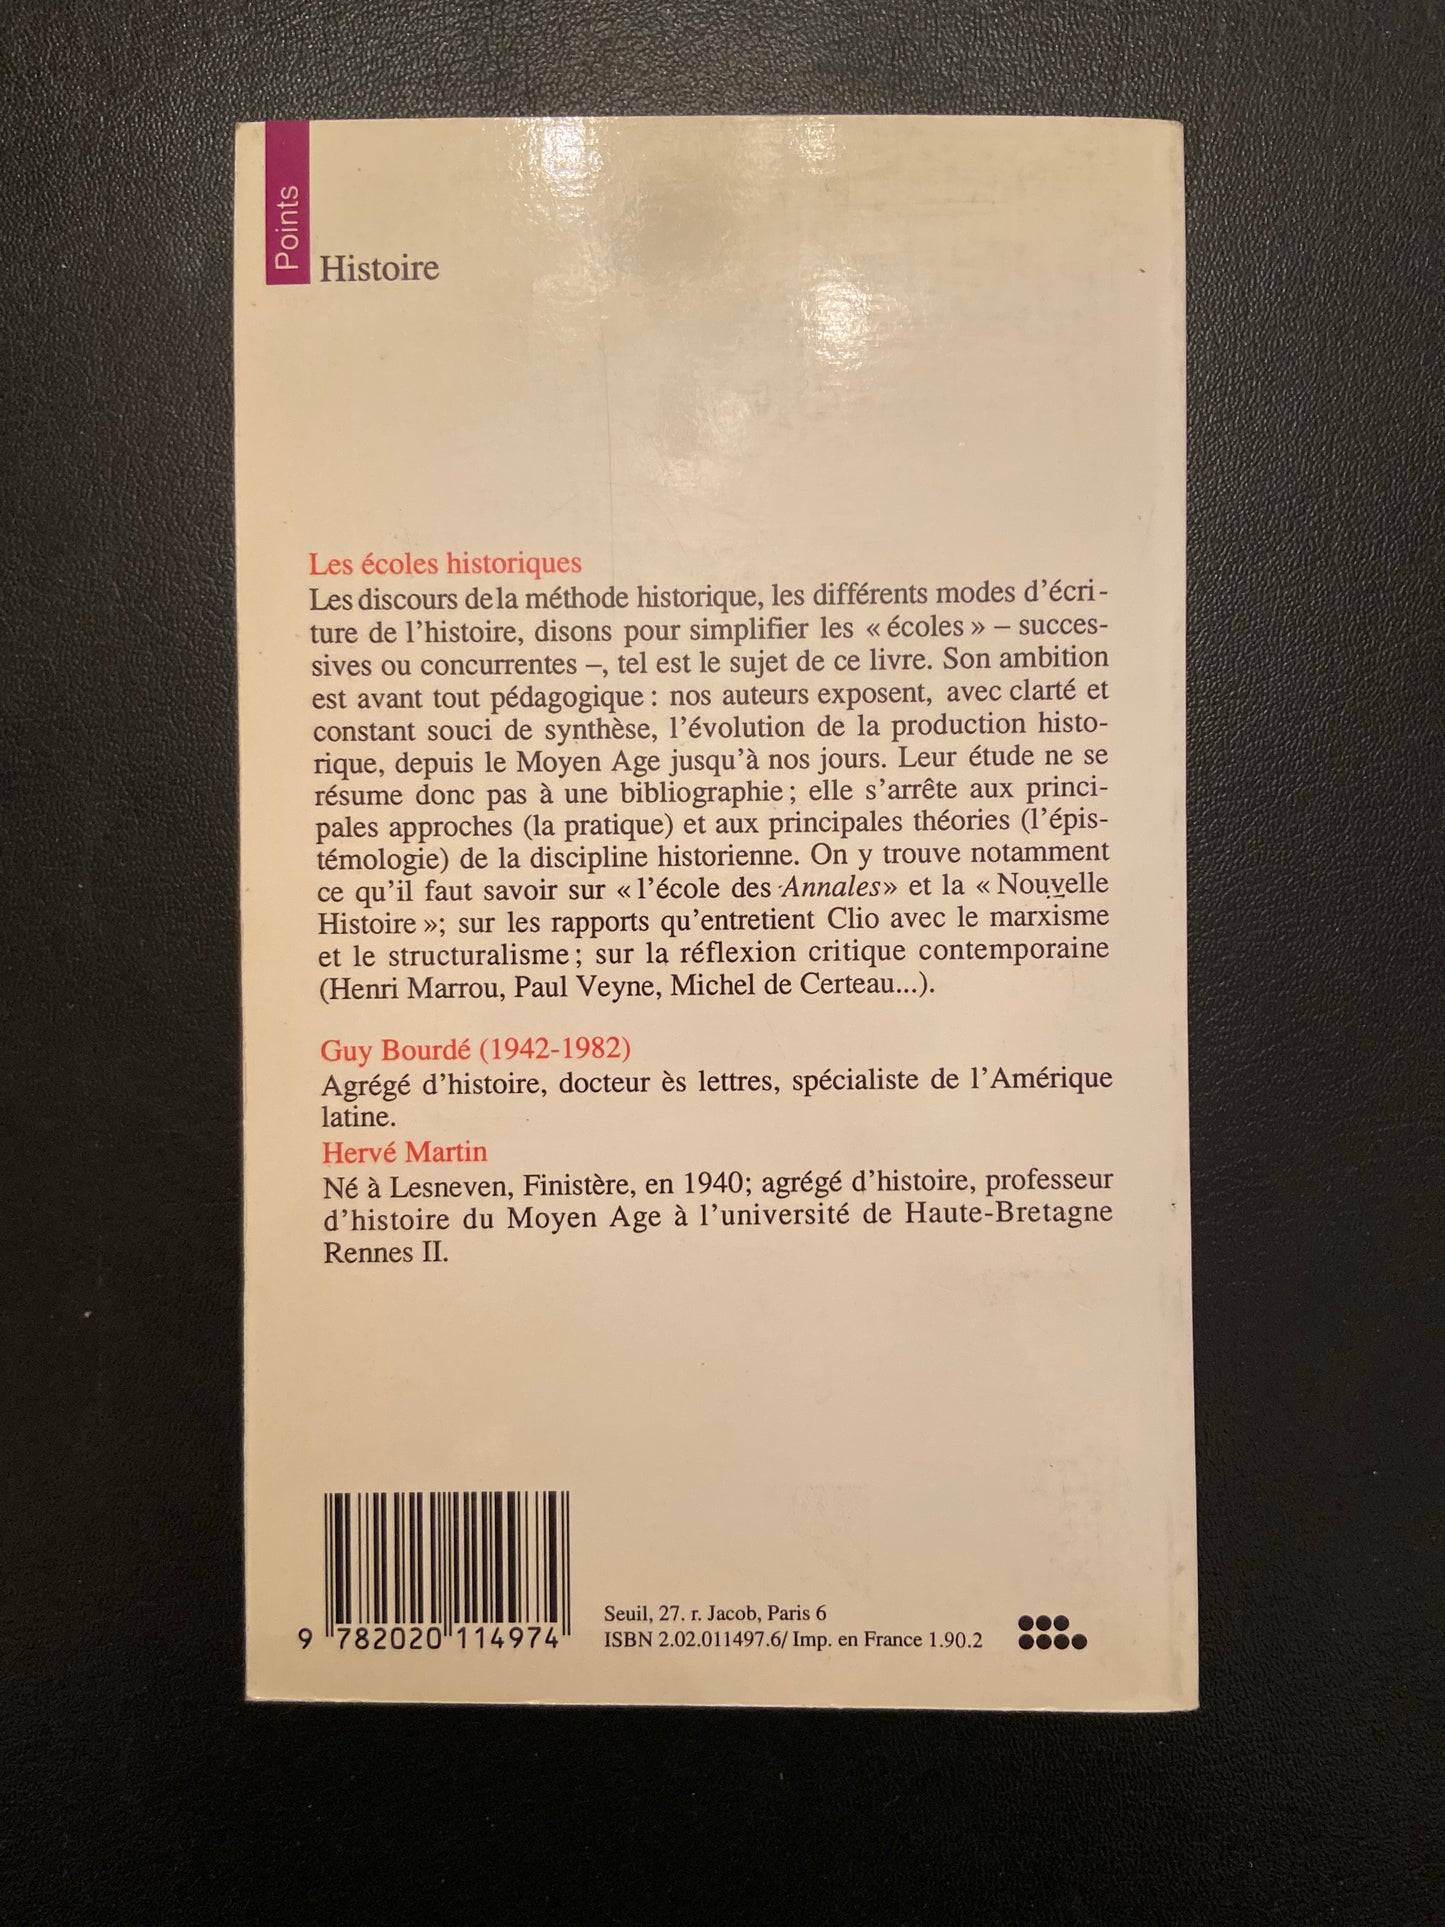 Points
Histoire
Les écoles historiques
Les discours de la méthode historique, les différents modes d'écri-
ture de l'histoire, disons pour simplifier les « écoles » – succes-
sives ou concurrentes –, tel est le sujet de ce livre. Son ambition
est avant tout pédagogique : nos auteurs exposent, avec clarté et
constant souci de synthèse, l'évolution de la production histo-
rique, depuis le Moyen Age jusqu'à nos jours. Leur étude ne se
résume donc pas à une bibliographie ; elle s'arrête aux princi-
pales approches (la pratique) et aux principales théories (l'épis-
témologie) de la discipline historienne. On y trouve notamment
ce qu'il faut savoir sur « l'école des Annales» et la « Nouvelle
Histoire »; sur les rapports qu'entretient Clio avec le marxisme
et le structuralisme ; sur la réflexion critique contemporaine
(Henri Marrou, Paul Veyne, Michel de Certeau...).
Guy Bourdé (1942-1982)
Agrégé d'histoire, docteur ès lettres, spécialiste de l'Amérique
latine.
Hervé Martin
Né à Lesneven, Finistère, en 1940; agrégé d'histoire, professeur
d'histoire du Moyen Age à l'université de Haute-Bretagne
Rennes II.
9 782020 114974
Seuil, 27. r. Jacob, Paris 6
ISBN 2.02.011497.6/ Imp. en France 1.90.2